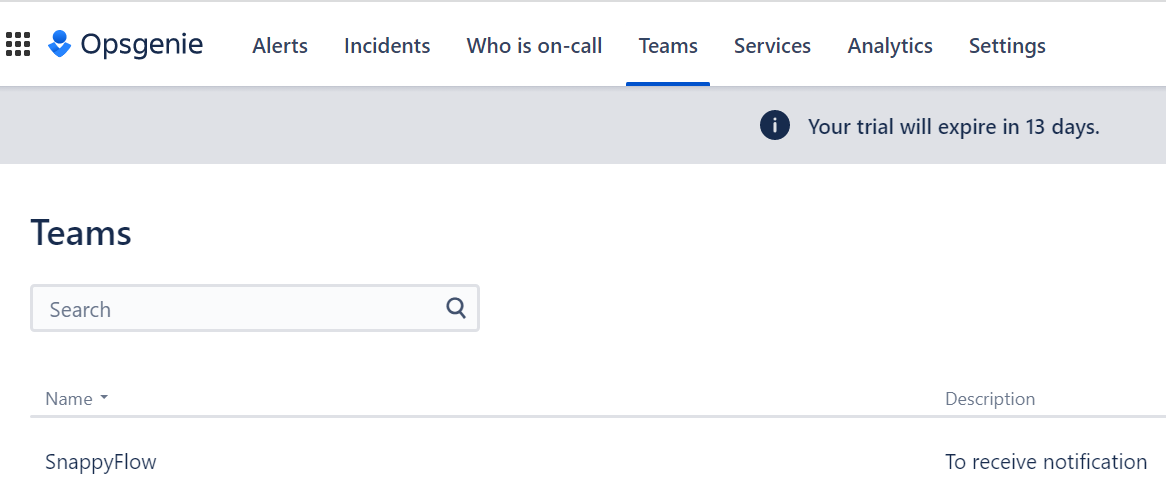 Opsgenie Alerts Incidents Who is on-call Teams Services Analytics Settings
Your trial will expire in 13 days.
Teams
Search
Name Description
SnappyFlow To receive notification